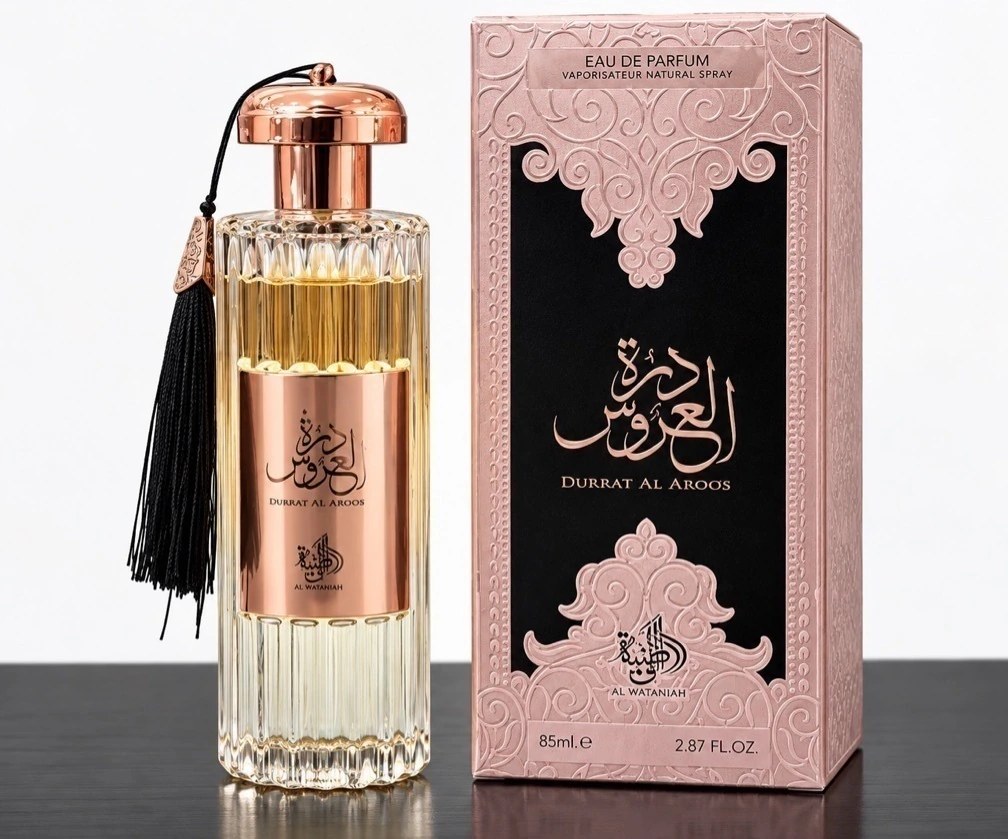 درة
العروس
DURRAT AL AROOS
الوطنية
AL WATANIAH
EAU DE PARFUM
VAPORISATEUR NATURAL SPRAY
درة
العروس
DURRAT AL AROOS
الوطنية
AL WATANIAH
85ml.e
2.87 FL.OZ.